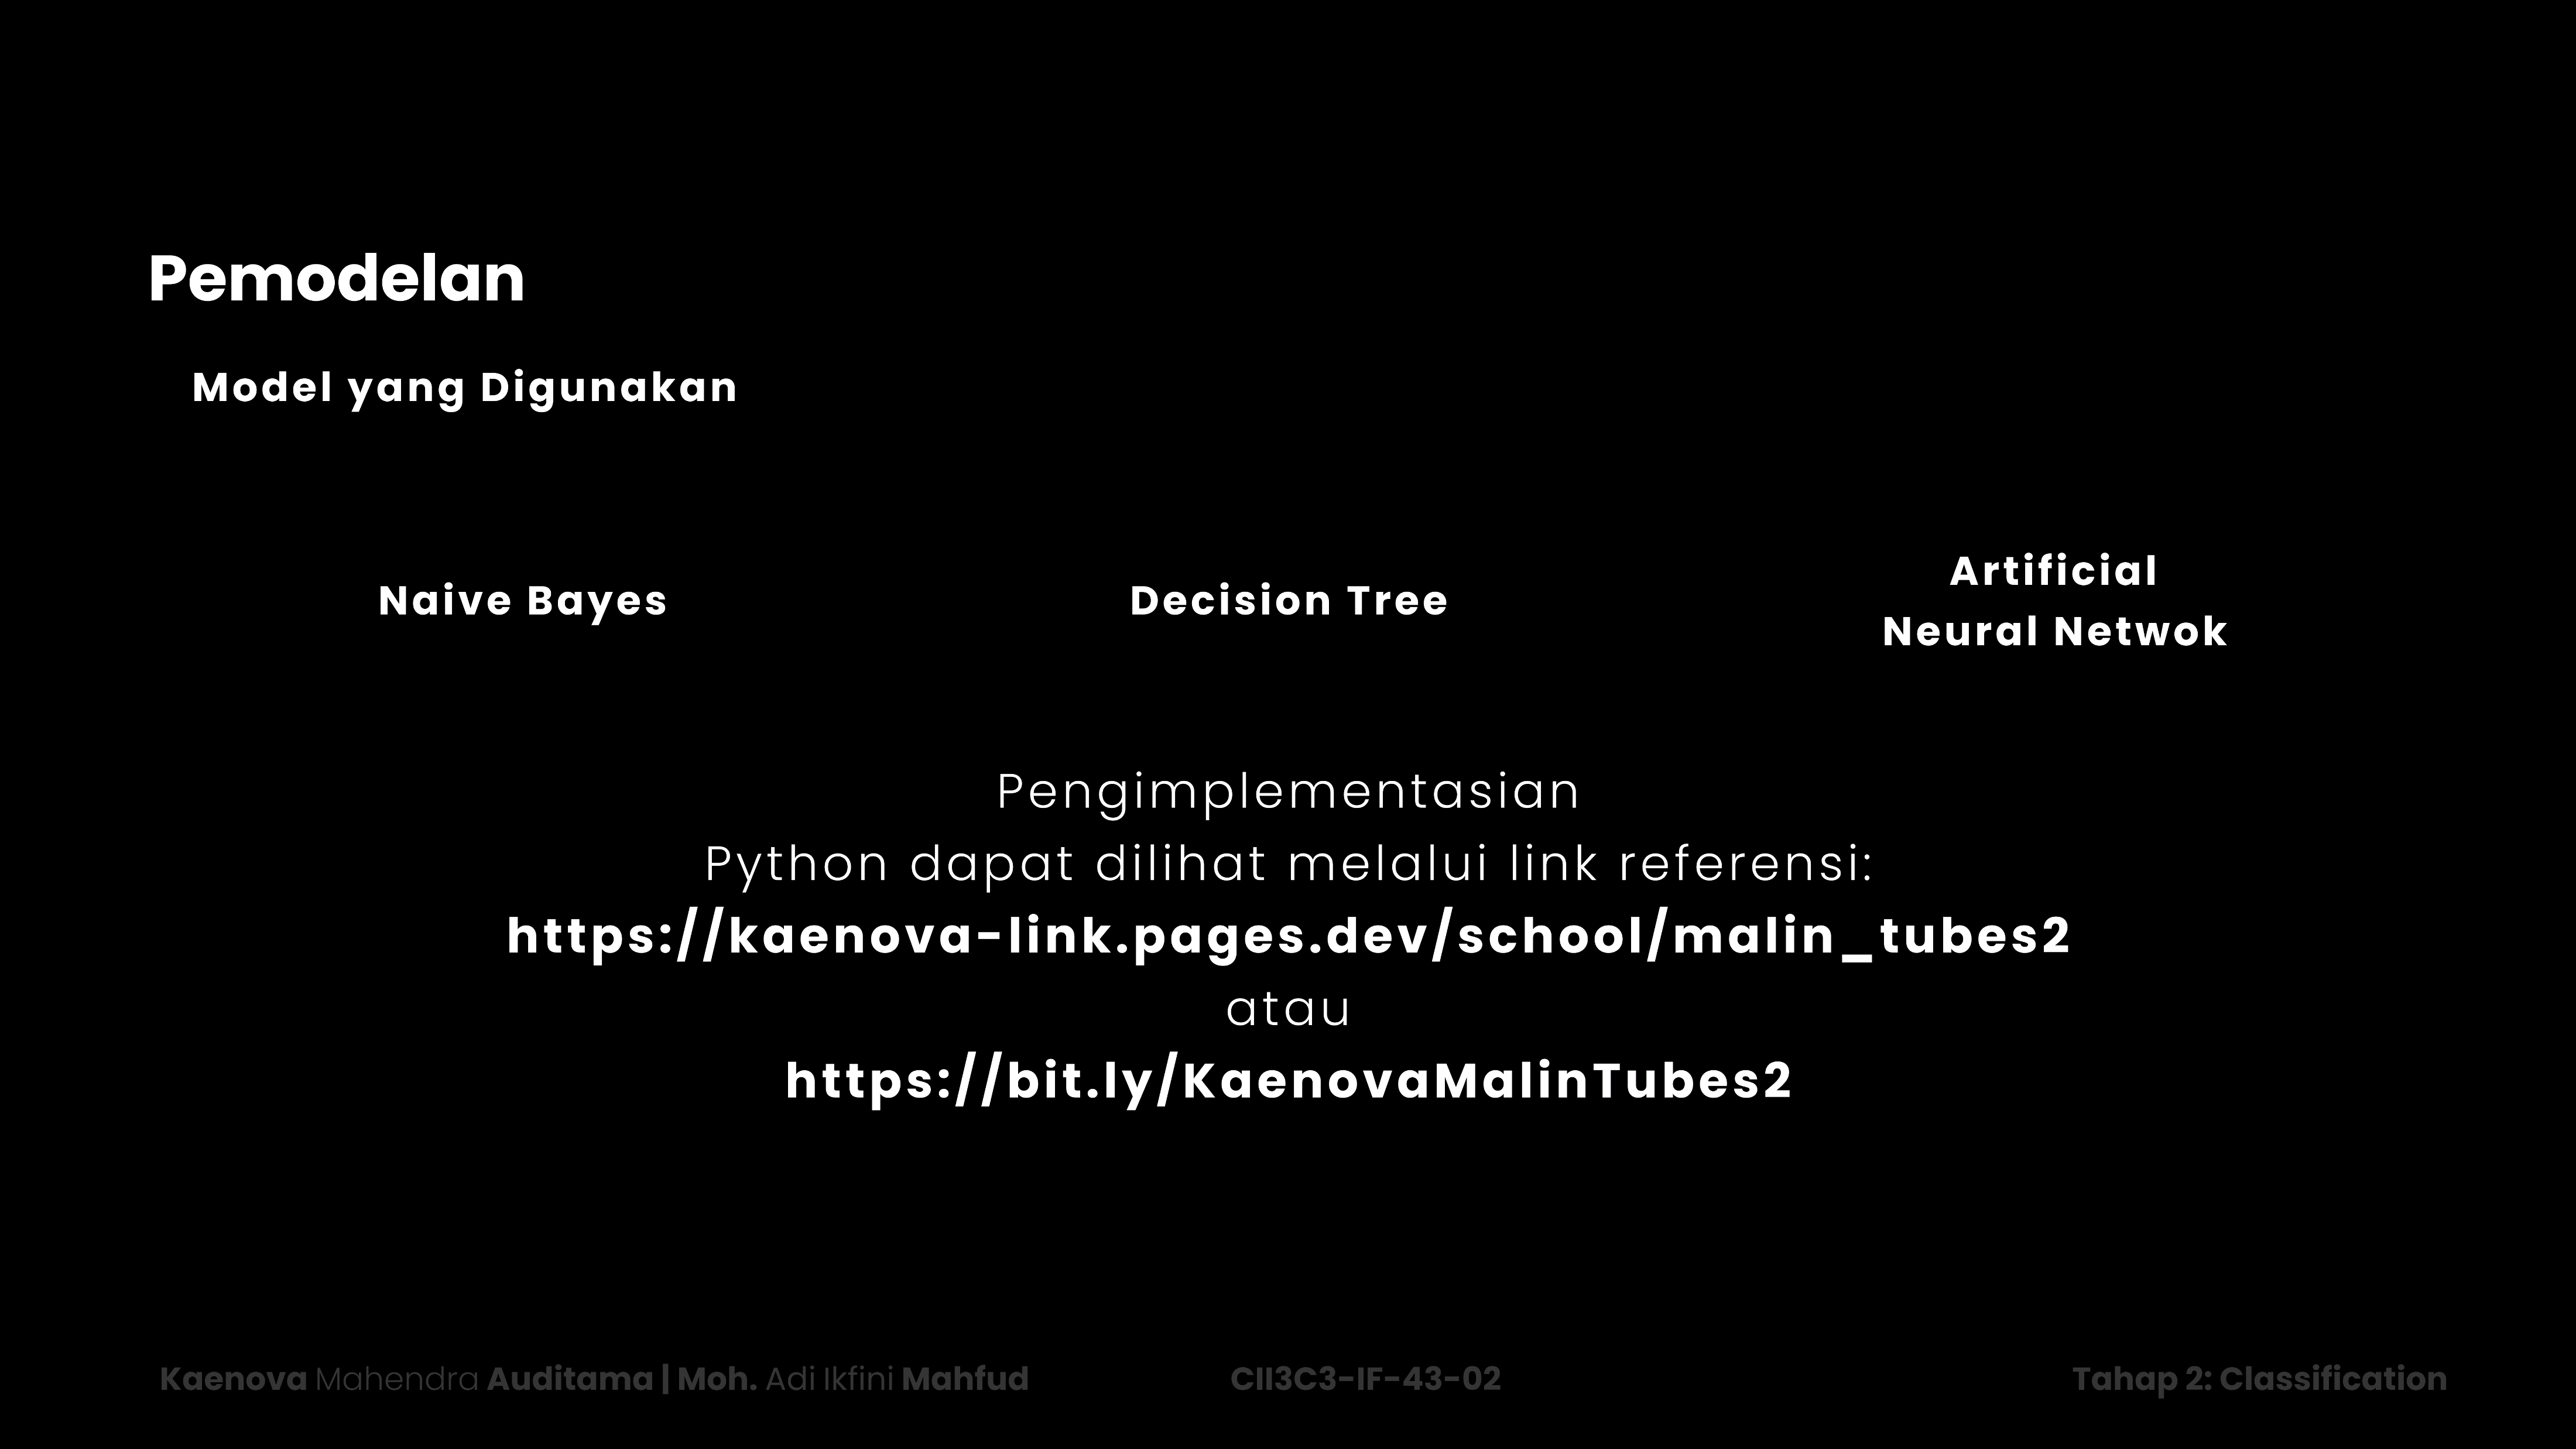 Pemodelan
Model yang Digunakan
Naive Bayes
Decision Tree
Artificial
Neural Netwok
Pengimplementasian
Python dapat dilihat melalui link referensi:
https://kaenova-link.pages.dev/school/malin_tubes2
atau
https://bit.ly/KaenovaMalinTubes2
Kaenova Mahendra Auditama | Moh. Adi Ikfini Mahfud
CII3C3-IF-43-02
Tahap 2: Classification